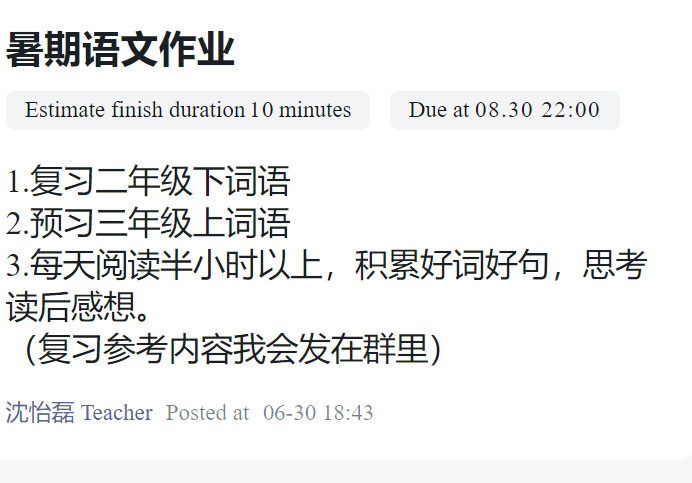 暑期语文作业
Estimate finish duration 10 minutes Due at 08.30 22:00
1.复习二年级下词语
2.预习三年级上词语
3.每天阅读半小时以上，积累好词好句，思考
读后感想。
（复习参考内容我会发在群里）
沈怡磊 Teacher Posted at 06-30 18:43